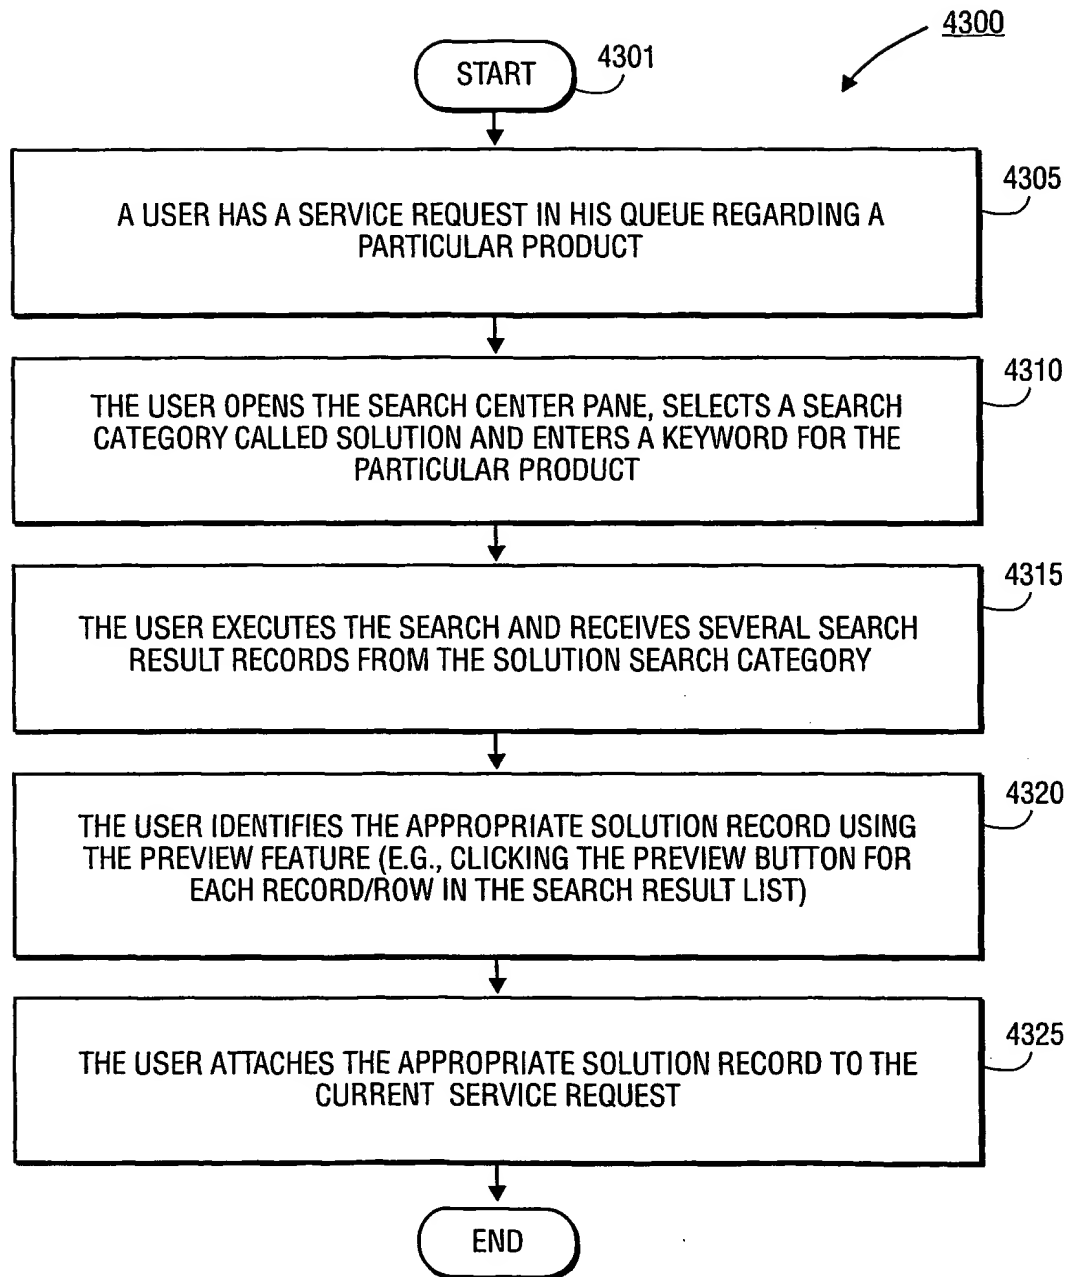 4300
START
4301
4305
A USER HAS A SERVICE REQUEST IN HIS QUEUE REGARDING A
PARTICULAR PRODUCT
4310
THE USER OPENS THE SEARCH CENTER PANE, SELECTS A SEARCH
CATEGORY CALLED SOLUTION AND ENTERS A KEYWORD FOR THE
PARTICULAR PRODUCT
4315
THE USER EXECUTES THE SEARCH AND RECEIVES SEVERAL SEARCH
RESULT RECORDS FROM THE SOLUTION SEARCH CATEGORY
4320
THE USER IDENTIFIES THE APPROPRIATE SOLUTION RECORD USING
THE PREVIEW FEATURE (E.G., CLICKING THE PREVIEW BUTTON FOR
EACH RECORD/ROW IN THE SEARCH RESULT LIST)
4325
THE USER ATTACHES THE APPROPRIATE SOLUTION RECORD TO THE
CURRENT SERVICE REQUEST
END